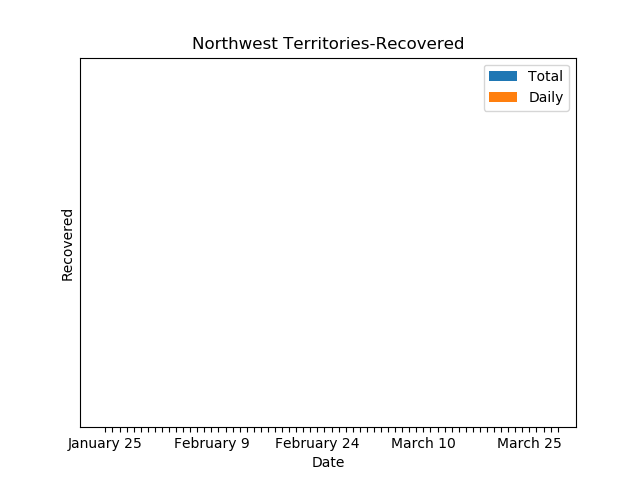 Northwest Territories-Recovered
Total
Daily
Recovered
January 25
February 9
February 24
March 10
March 25
Date